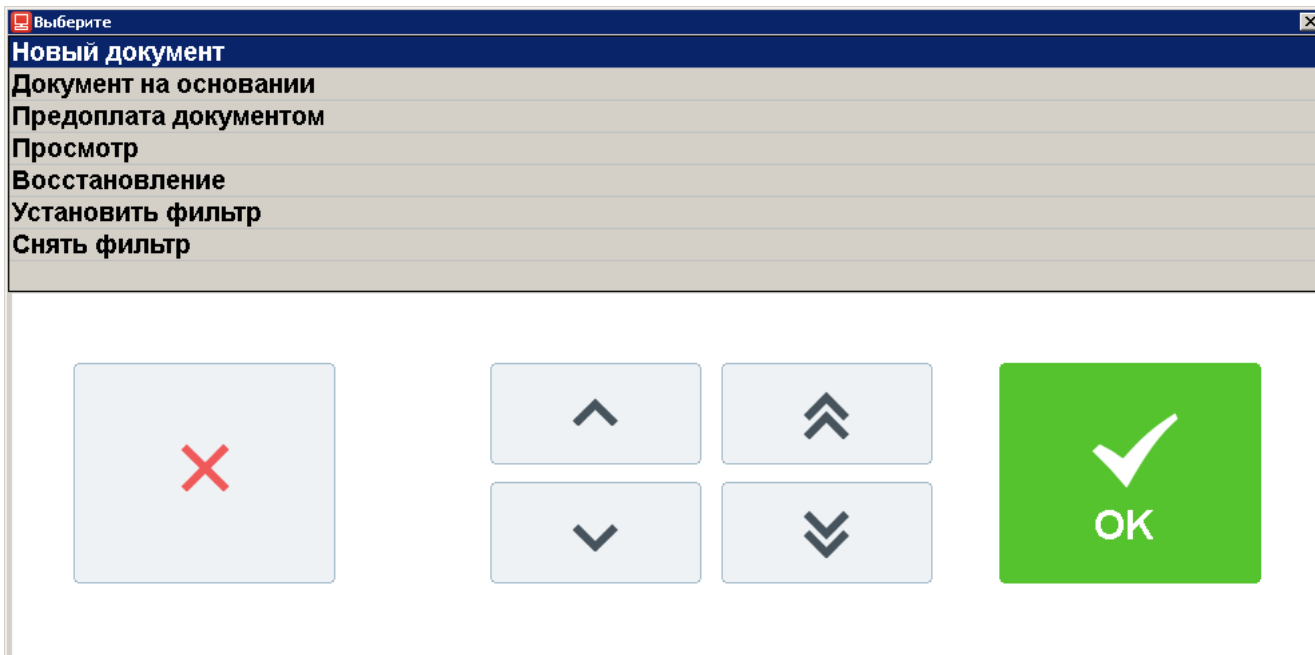 Выберите
Новый документ
Документ на основании
Предоплата документом
Просмотр
Восстановление
Установить фильтр
Снять фильтр
OK